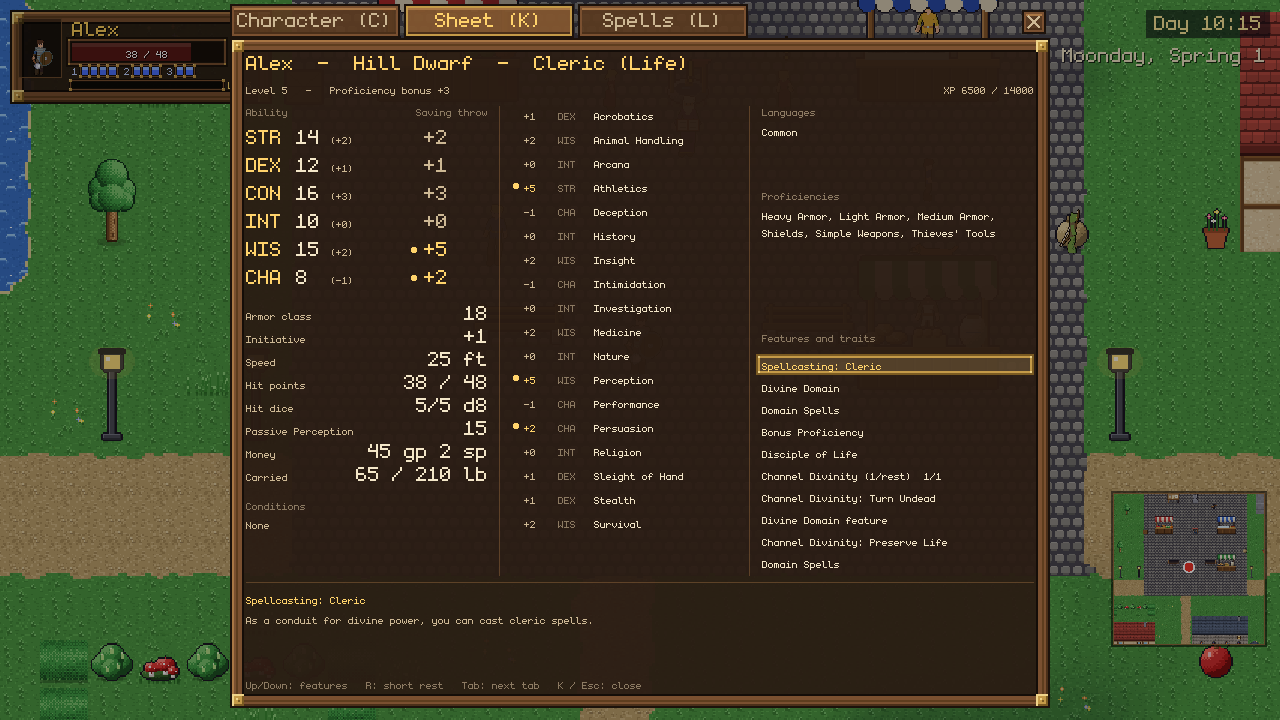 Character (C) Sheet (K) Spells (L) X
Alex
38 / 48
1 2 3
Day 10:15
Moonday, Spring 1
Alex – Hill Dwarf – Cleric (Life)
Level 5 – Proficiency bonus +3
XP 6500 / 14000
Ability Saving throw
STR 14 (+2) +2
DEX 12 (+1) +1
CON 16 (+3) +3
INT 10 (+0) +0
WIS 15 (+2) +5
CHA 8 (-1) +2
Armor class 18
Initiative +1
Speed 25 ft
Hit points 38 / 48
Hit dice 5/5 d8
Passive Perception 15
Money 45 gp 2 sp
Carried 65 / 210 lb
Conditions
None
+1 DEX Acrobatics
+2 WIS Animal Handling
+0 INT Arcana
+5 STR Athletics
-1 CHA Deception
+0 INT History
+2 WIS Insight
-1 CHA Intimidation
+0 INT Investigation
+2 WIS Medicine
+0 INT Nature
+5 WIS Perception
-1 CHA Performance
+2 CHA Persuasion
+0 INT Religion
+1 DEX Sleight of Hand
+1 DEX Stealth
+2 WIS Survival
Languages
Common
Proficiencies
Heavy Armor, Light Armor, Medium Armor,
Shields, Simple Weapons, Thieves' Tools
Features and traits
Spellcasting: Cleric
Divine Domain
Domain Spells
Bonus Proficiency
Disciple of Life
Channel Divinity (1/rest) 1/1
Channel Divinity: Turn Undead
Divine Domain feature
Channel Divinity: Preserve Life
Domain Spells
Spellcasting: Cleric
As a conduit for divine power, you can cast cleric spells.
Up/Down: features R: short rest Tab: next tab K / Esc: close